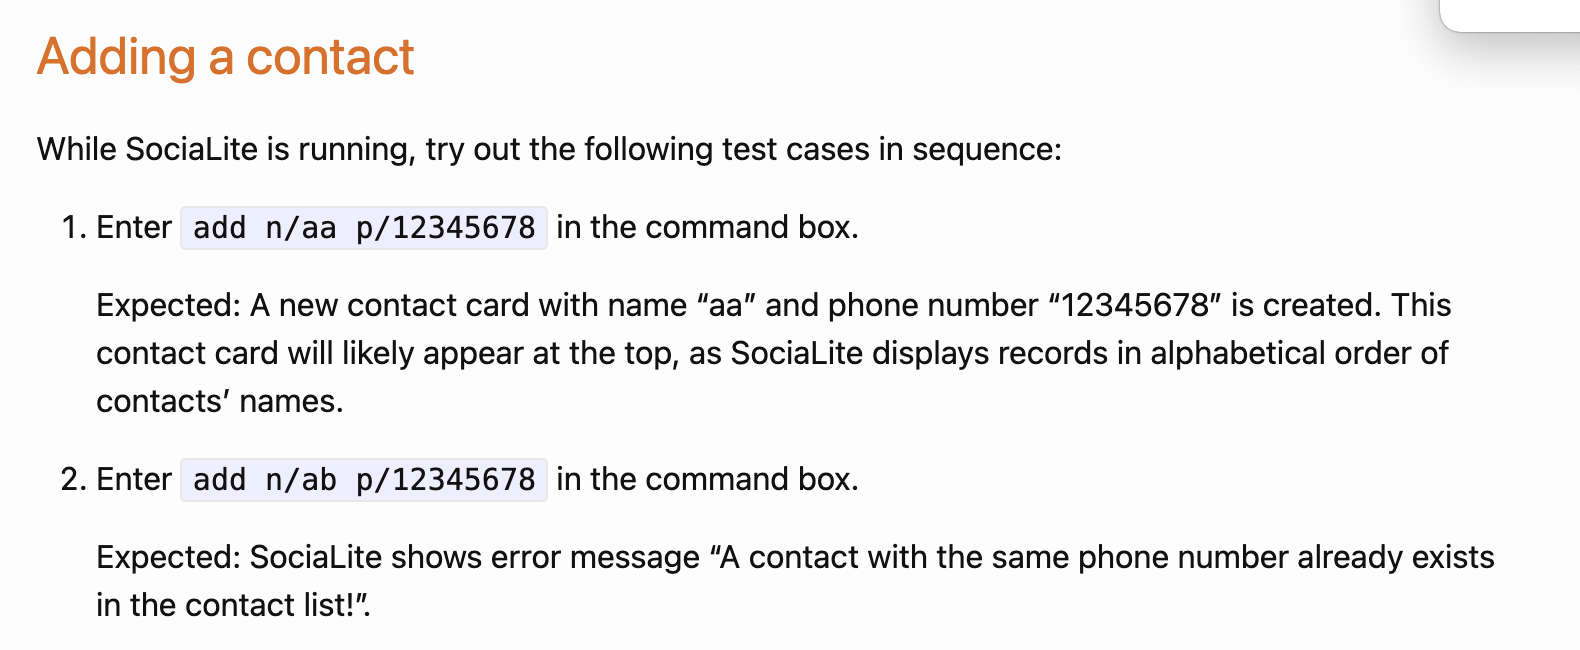 Adding a contact
While SociaLite is running, try out the following test cases in sequence:
1. Enter add n/aa p/12345678 in the command box.
Expected: A new contact card with name “aa” and phone number “12345678” is created. This
contact card will likely appear at the top, as SociaLite displays records in alphabetical order of
contacts’ names.
2. Enter add n/ab p/12345678 in the command box.
Expected: SociaLite shows error message “A contact with the same phone number already exists
in the contact list!”.